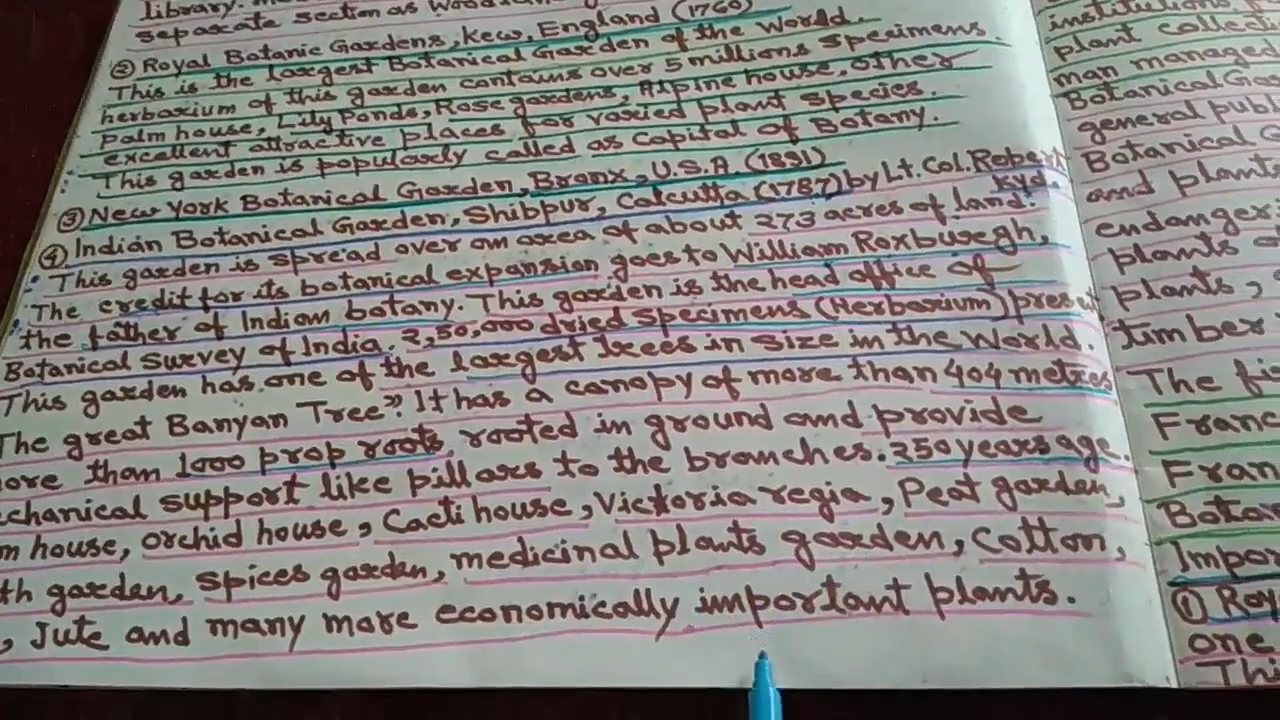 library.
separate section as
② Royal Botanic Gardens, Kew, England (1760)
This is the largest Botanical Garden of the World.
herbarium of this garden contains over 5 millions specimens.
Palm house, Lily Ponds, Rose gardens, Alpine house, other
excellent attractive places for varied plant species.
This garden is popularly called as Capital of Botany.
③ New York Botanical Garden, Bronx, U.S.A. (1891)
④ Indian Botanical Garden, Shibpur, Calcutta (1787) by Lt. Col. Robert
Kyd.
This garden is spread over an area of about 273 acres of land.
The credit for its botanical expansion goes to William Roxburgh,
the father of Indian botany. This garden is the head office of
Botanical Survey of India. 2,50,000 dried specimens (Herbarium) present
This garden has one of the largest trees in size in the World.
The great Banyan Tree". It has a canopy of more than 404 metres
ore than 1000 prop roots, rooted in ground and provide
chanical support like pillars to the branches. 250 years age.
m house, orchid house, Cacti house, Victoria regia, Peat garden,
th garden, spices garden, medicinal plants garden, Cotton,
, Jute and many more economically important plants.
institutions
plant collect
man managed
Botanical Gar
general publ
Botanical G
and plants
endanger
plants
plants,
timber
The fi
Franc
Fran
Botan
Impor
① Roy
one
Thi